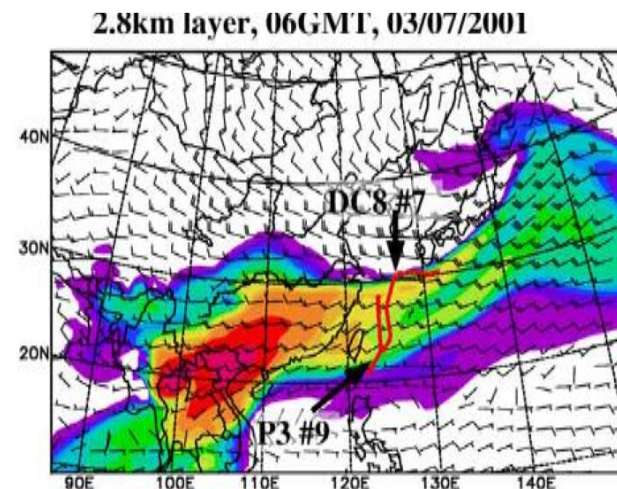 2.8km layer, 06GMT, 03/07/2001
40N
DC8 #7
30N
20N
P3 #9
90E 100E 110E 120E 130E 140E